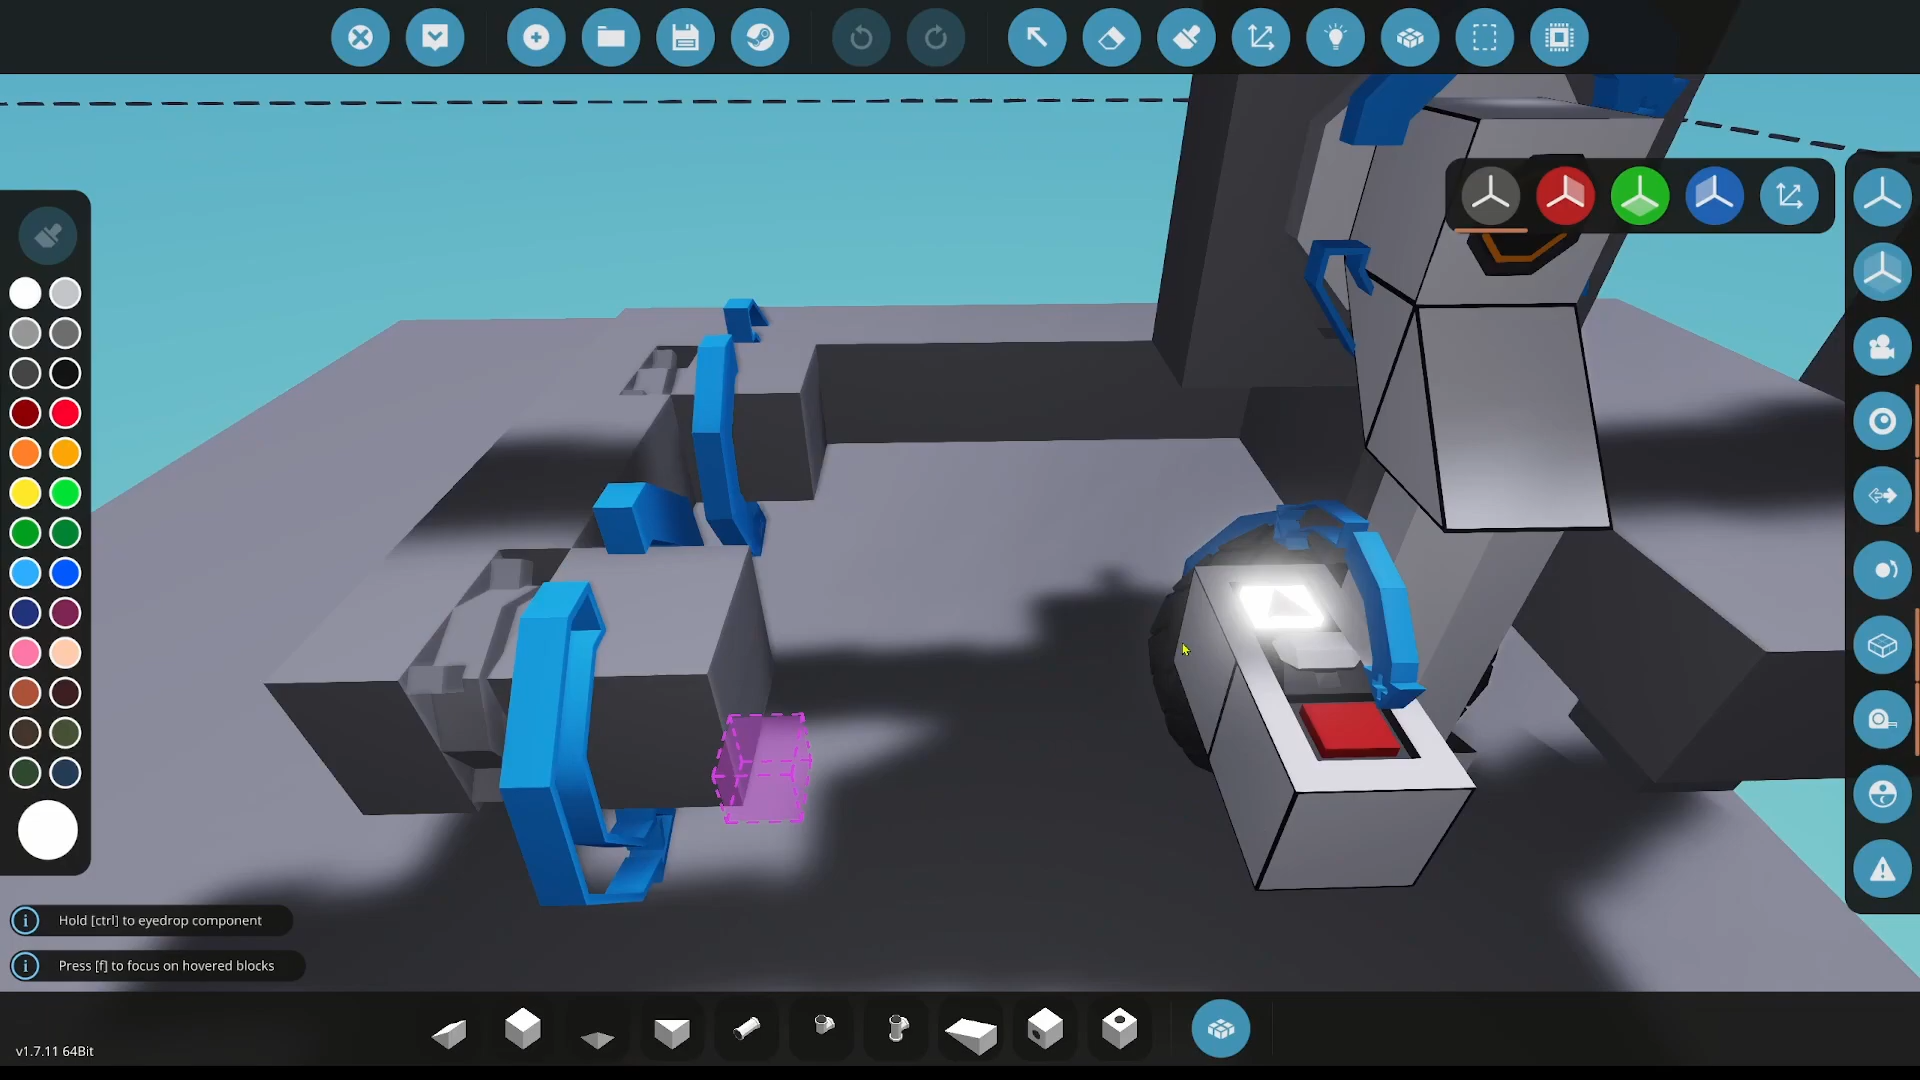 Hold [ctrl] to eyedrop component
Press [f] to focus on hovered blocks
v1.7.11 64Bit